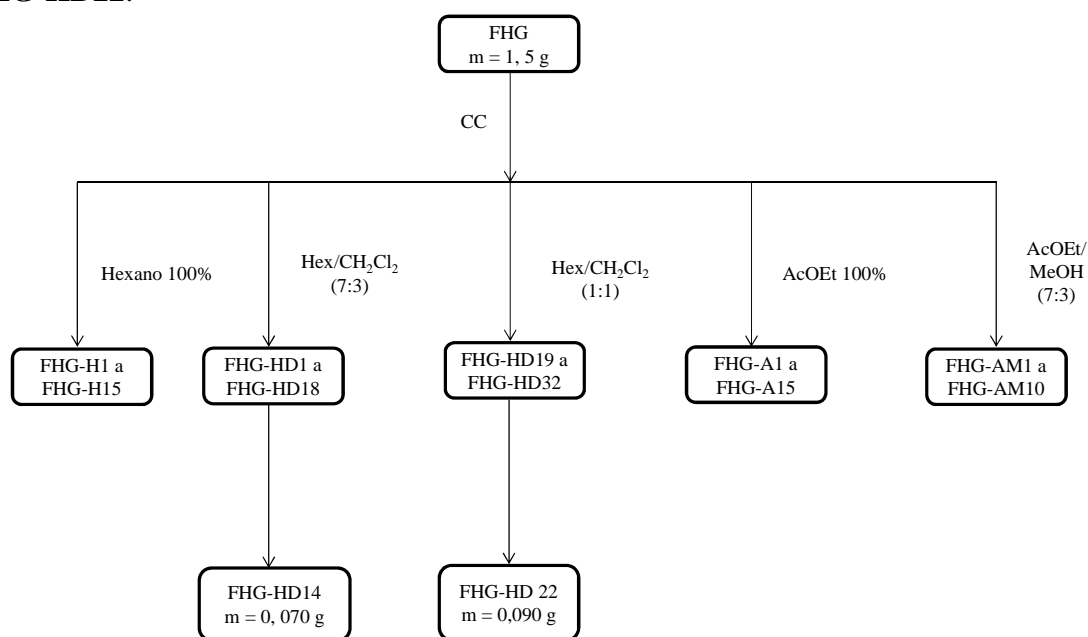 FHG
m = 1, 5 g
CC
Hexano 100%
Hex/CH₂Cl₂
(7:3)
Hex/CH₂Cl₂
(1:1)
AcOEt 100%
AcOEt/
MeOH
(7:3)
FHG-H1 a
FHG-H15
FHG-HD1 a
FHG-HD18
FHG-HD19 a
FHG-HD32
FHG-A1 a
FHG-A15
FHG-AM1 a
FHG-AM10
FHG-HD14
m = 0, 070 g
FHG-HD 22
m = 0,090 g